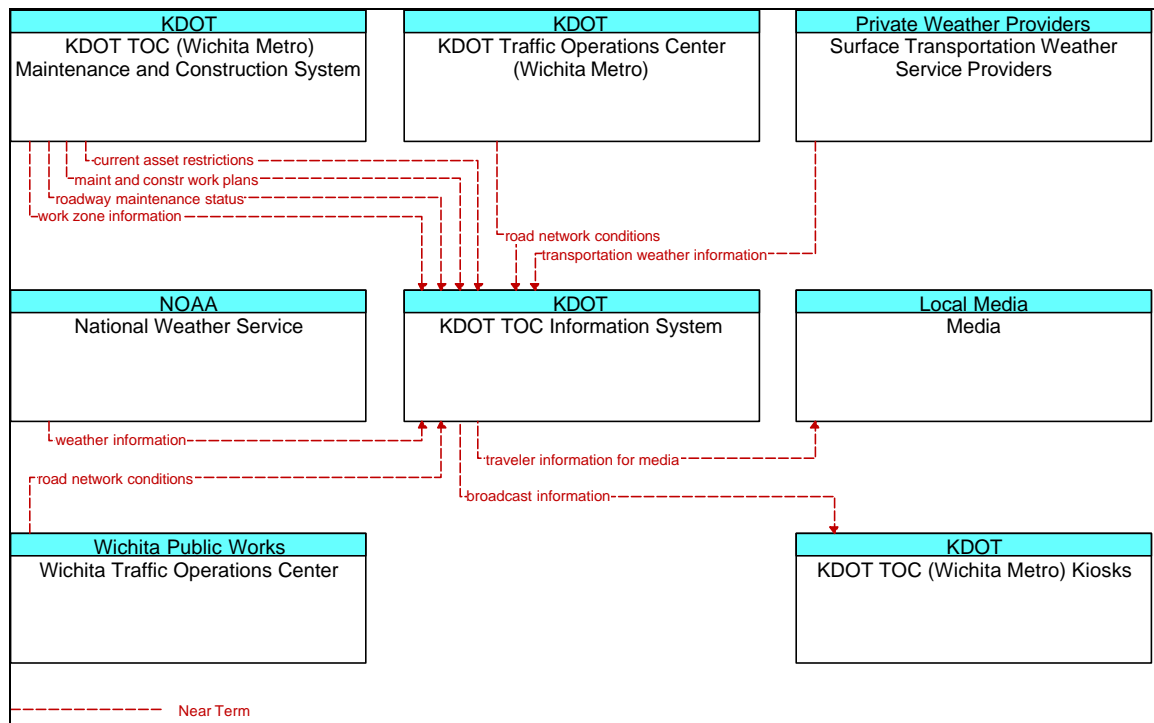 KDOT
KDOT TOC (Wichita Metro)
Maintenance and Construction System
KDOT
KDOT Traffic Operations Center
(Wichita Metro)
Private Weather Providers
Surface Transportation Weather
Service Providers
current asset restrictions
maint and constr work plans
roadway maintenance status
work zone information
road network conditions
transportation weather information
NOAA
National Weather Service
KDOT
KDOT TOC Information System
Local Media
Media
weather information
traveler information for media
road network conditions
broadcast information
Wichita Public Works
Wichita Traffic Operations Center
KDOT
KDOT TOC (Wichita Metro) Kiosks
Near Term